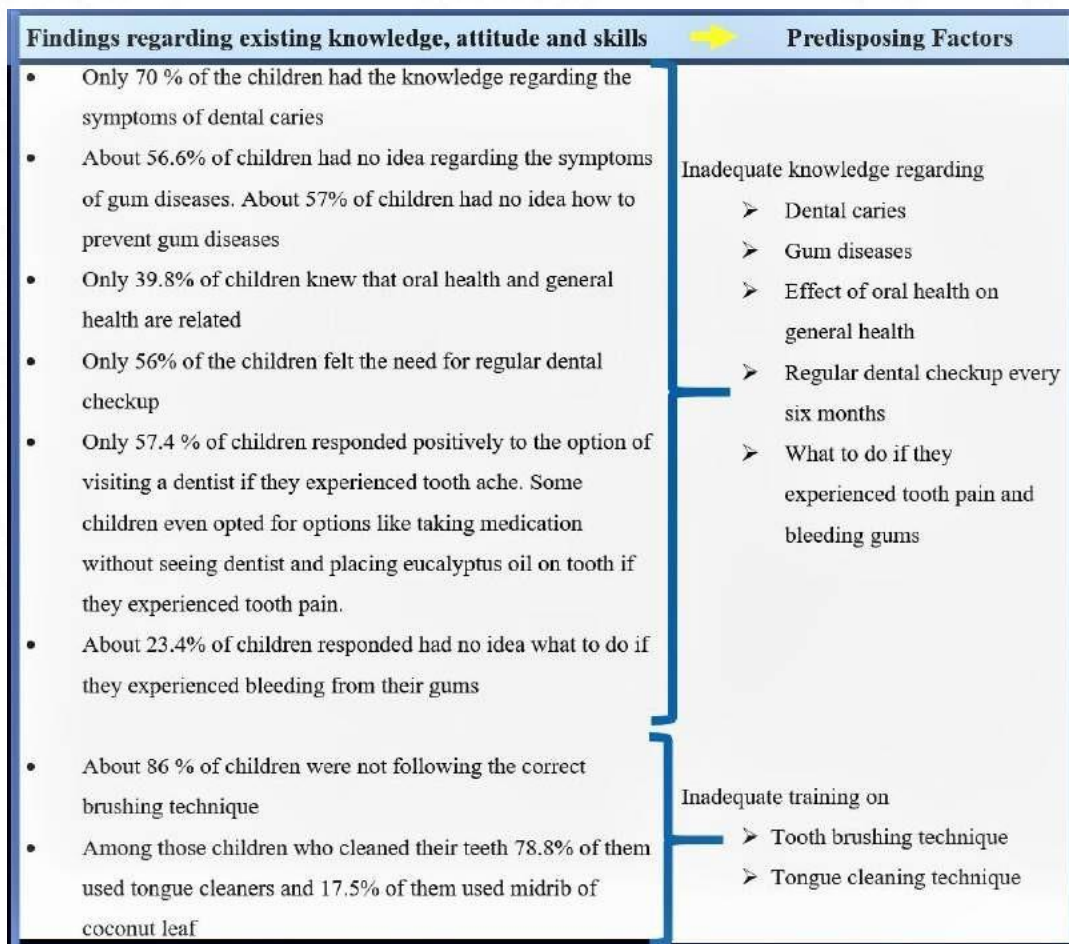 Findings regarding existing knowledge, attitude and skills
Predisposing Factors
• Only 70 % of the children had the knowledge regarding the
symptoms of dental caries
• About 56.6% of children had no idea regarding the symptoms
of gum diseases. About 57% of children had no idea how to
prevent gum diseases
• Only 39.8% of children knew that oral health and general
health are related
• Only 56% of the children felt the need for regular dental
checkup
• Only 57.4 % of children responded positively to the option of
visiting a dentist if they experienced tooth ache. Some
children even opted for options like taking medication
without seeing dentist and placing eucalyptus oil on tooth if
they experienced tooth pain.
• About 23.4% of children responded had no idea what to do if
they experienced bleeding from their gums
Inadequate knowledge regarding
➢ Dental caries
➢ Gum diseases
➢ Effect of oral health on
general health
➢ Regular dental checkup every
six months
➢ What to do if they
experienced tooth pain and
bleeding gums
• About 86 % of children were not following the correct
brushing technique
• Among those children who cleaned their teeth 78.8% of them
used tongue cleaners and 17.5% of them used midrib of
coconut leaf
Inadequate training on
➢ Tooth brushing technique
➢ Tongue cleaning technique